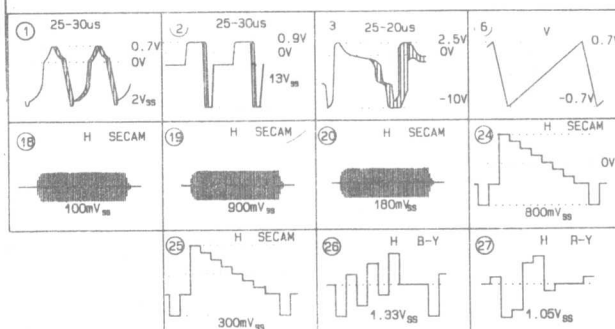 1 25-30us 0.7V 0V 2Vss
2 25-30us 0.9V 0V 13Vss
3 25-20us 2.5V 0V -10V
6 V 0.7V -0.7V
18 H SECAM 100mVss
19 H SECAM 900mVss
20 H SECAM 180mVss
24 H SECAM 0V 800mVss
25 H SECAM 300mVss
26 H B-Y 1.33Vss
27 H R-Y 1.05Vss